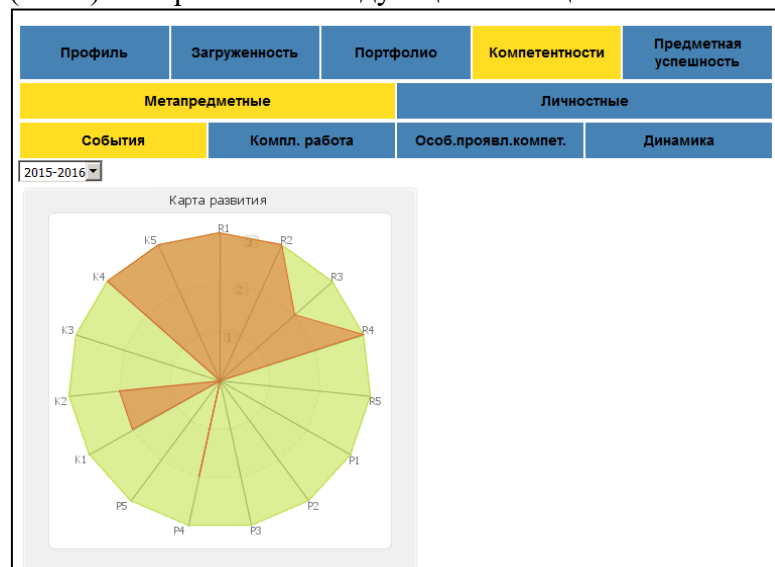 Профиль
Загруженность
Портфолио
Компетентности
Предметная
успешность
Метапредметные
Личностные
События
Компл. работа
Особ.проявл.компет.
Динамика
2015-2016
Карта развития
R1
R2
R3
R4
R5
P1
P2
P3
P4
P5
K1
K2
K3
K4
K5
3
2
1